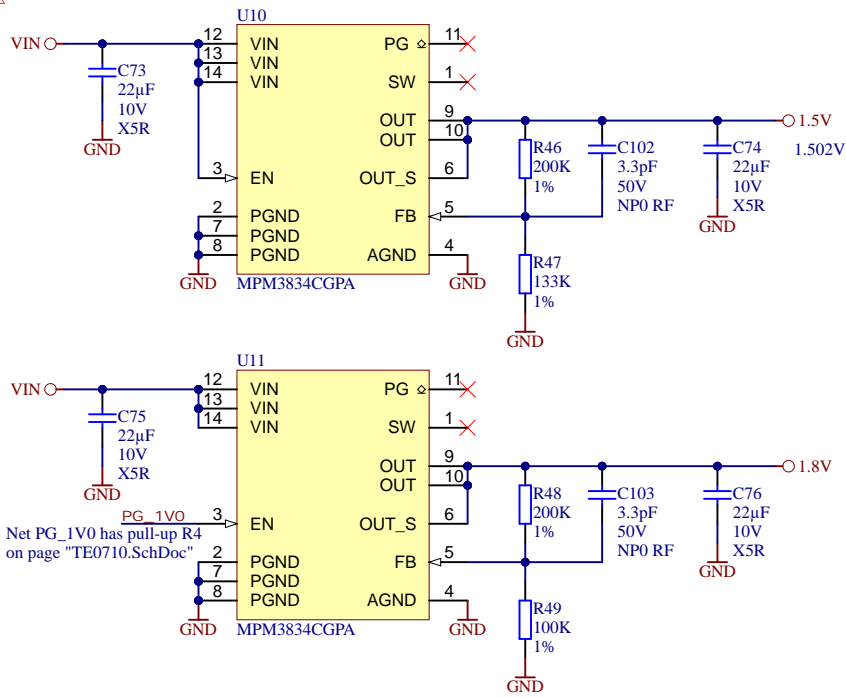 U10
VIN
12 VIN PG 11
13 VIN
14 VIN SW 1
C73
22µF
10V
X5R
GND
OUT 9
OUT 10
3 EN OUT_S 6
2 PGND FB 5
7 PGND
8 PGND AGND 4
GND
MPM3834CGPA
GND
R46
200K
1%
C102
3.3pF
50V
NP0 RF
C74
22µF
10V
X5R
GND
1.5V
1.502V
R47
133K
1%
GND
U11
VIN
12 VIN PG 11
13 VIN
14 VIN SW 1
C75
22µF
10V
X5R
GND
OUT 9
OUT 10
PG_1V0
3 EN OUT_S 6
Net PG_1V0 has pull-up R4
on page "TE0710.SchDoc"
2 PGND FB 5
7 PGND
8 PGND AGND 4
GND
MPM3834CGPA
GND
R48
200K
1%
C103
3.3pF
50V
NP0 RF
C76
22µF
10V
X5R
GND
1.8V
R49
100K
1%
GND